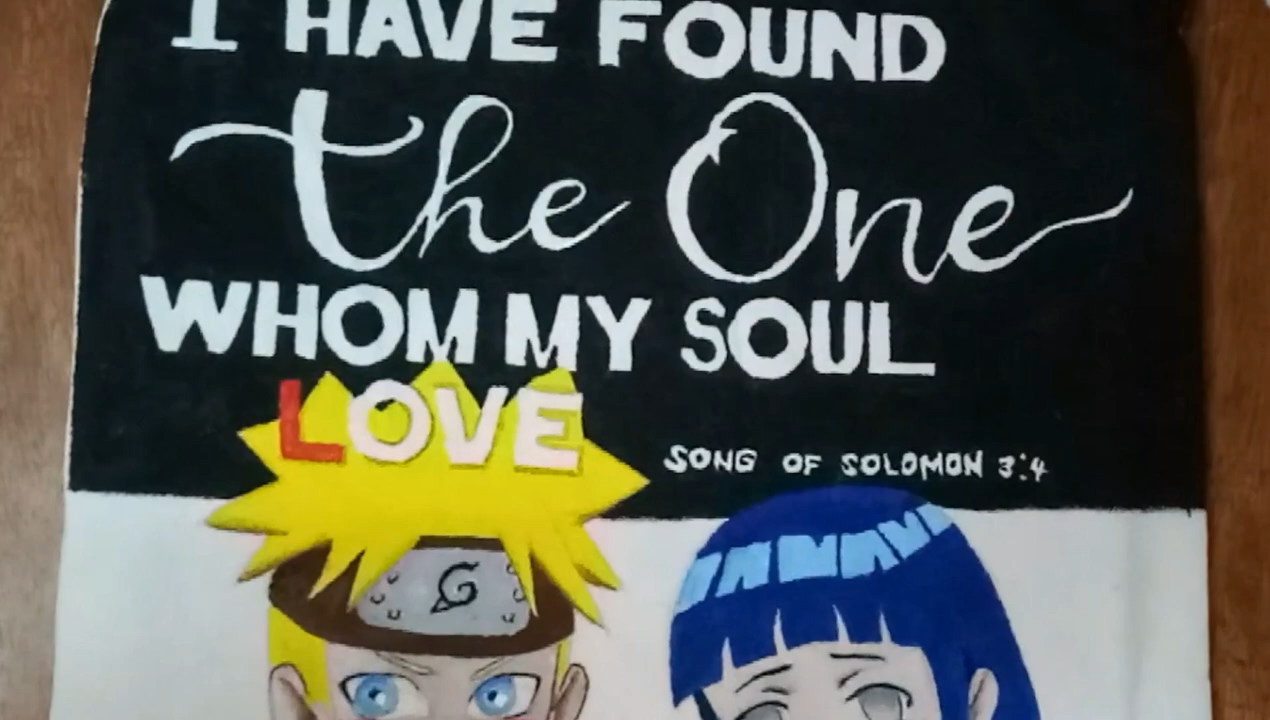 I HAVE FOUND
the One
WHOM MY SOUL
LOVE
SONG OF SOLOMON 3:4